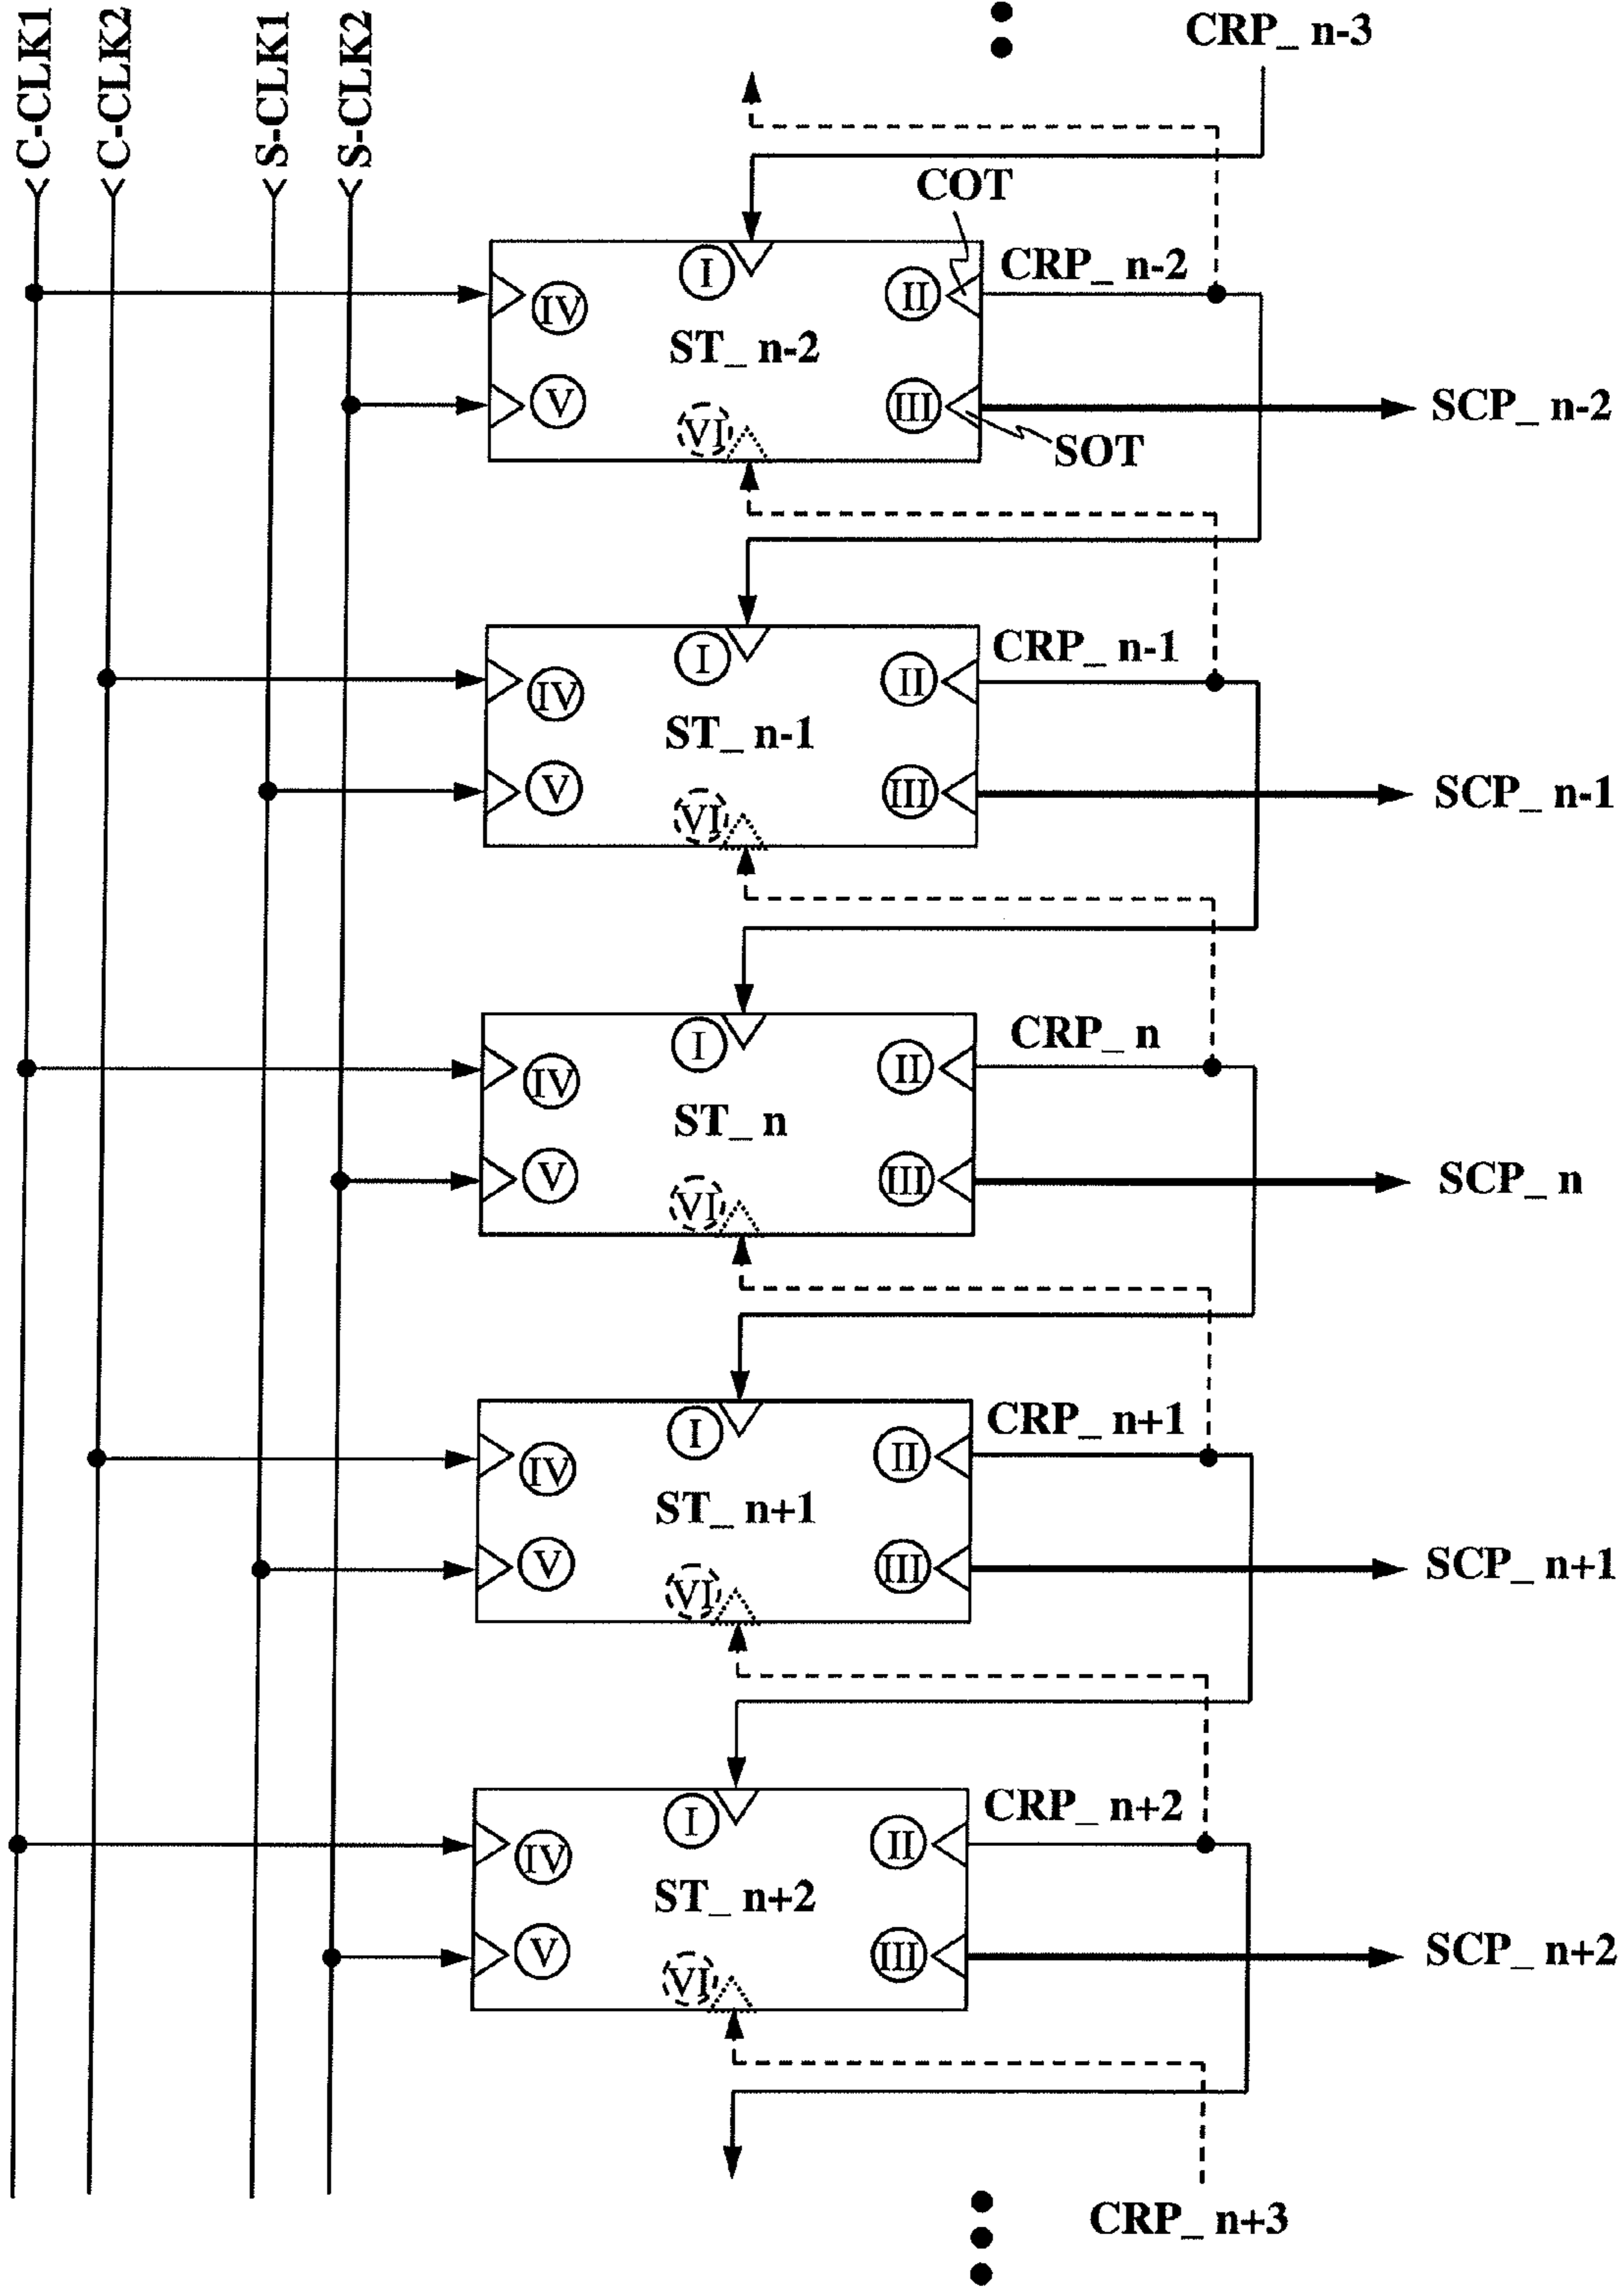 C-CLK1
C-CLK2
S-CLK1
S-CLK2
CRP_ n-3
COT
I
IV
II
CRP_ n-2
ST_ n-2
V
VI
III
SCP_ n-2
SOT
I
IV
II
CRP_ n-1
ST_ n-1
V
VI
III
SCP_ n-1
I
IV
II
CRP_ n
ST_ n
V
VI
III
SCP_ n
I
IV
II
CRP_ n+1
ST_ n+1
V
VI
III
SCP_ n+1
I
IV
II
CRP_ n+2
ST_ n+2
V
VI
III
SCP_ n+2
CRP_ n+3